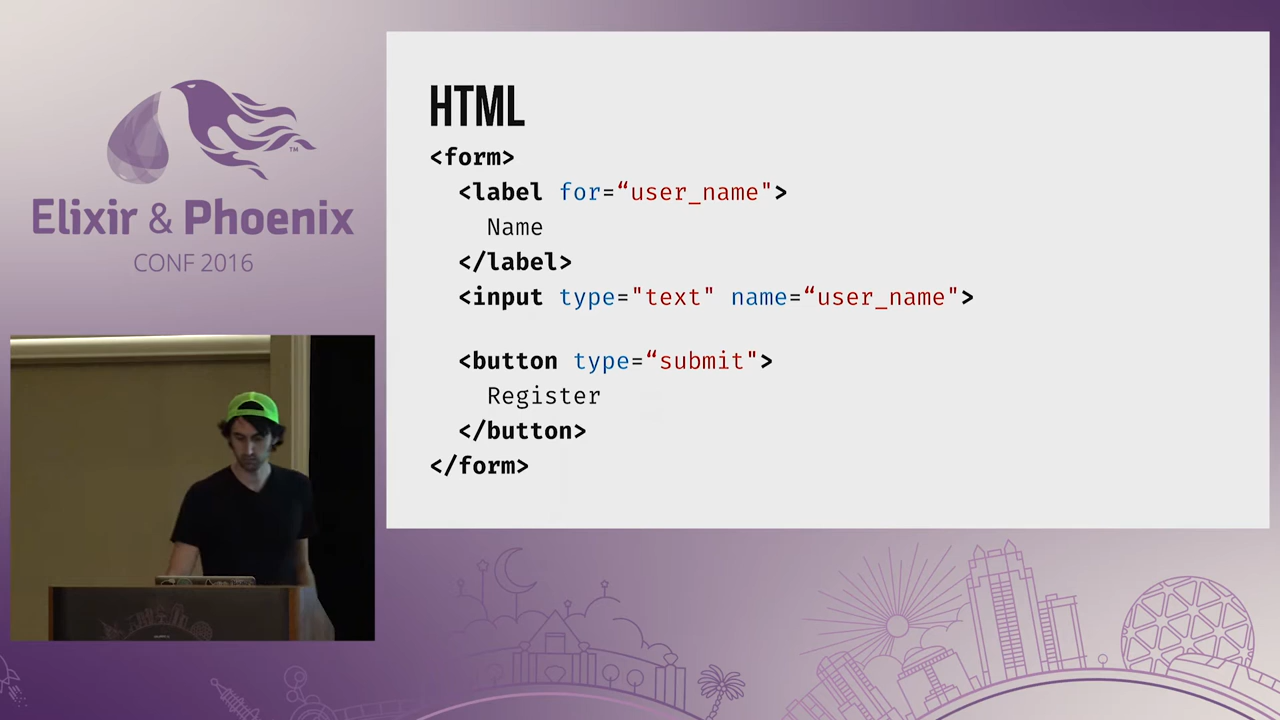 Elixir & Phoenix
™
CONF 2016
HTML
<form>
<label for=“user_name">
Name
</label>
<input type="text" name=“user_name">
<button type=“submit">
Register
</button>
</form>